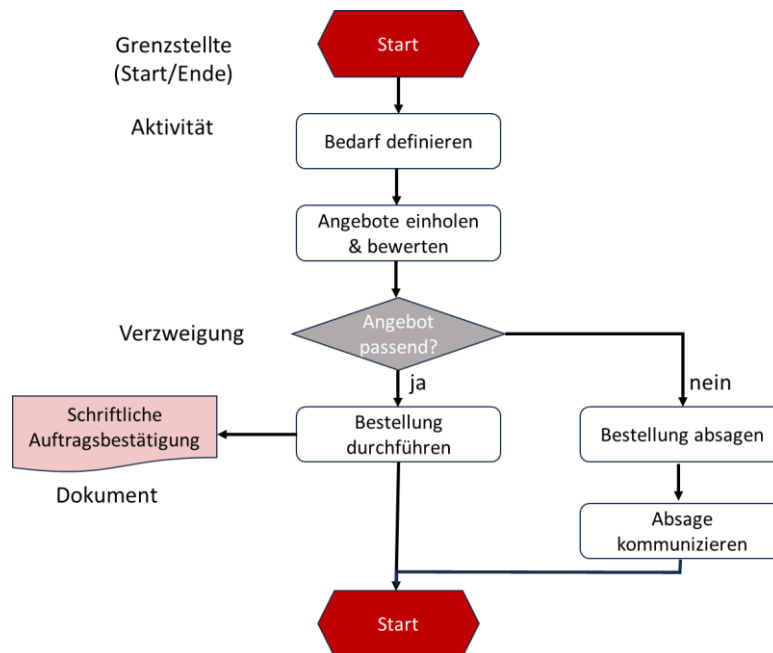 Grenzstellte
(Start/Ende)
Start
Aktivität
Bedarf definieren
Angebote einholen
& bewerten
Verzweigung
Angebot
passend?
ja
nein
Schriftliche
Auftragsbestätigung
Bestellung
durchführen
Bestellung absagen
Dokument
Absage
kommunizieren
Start